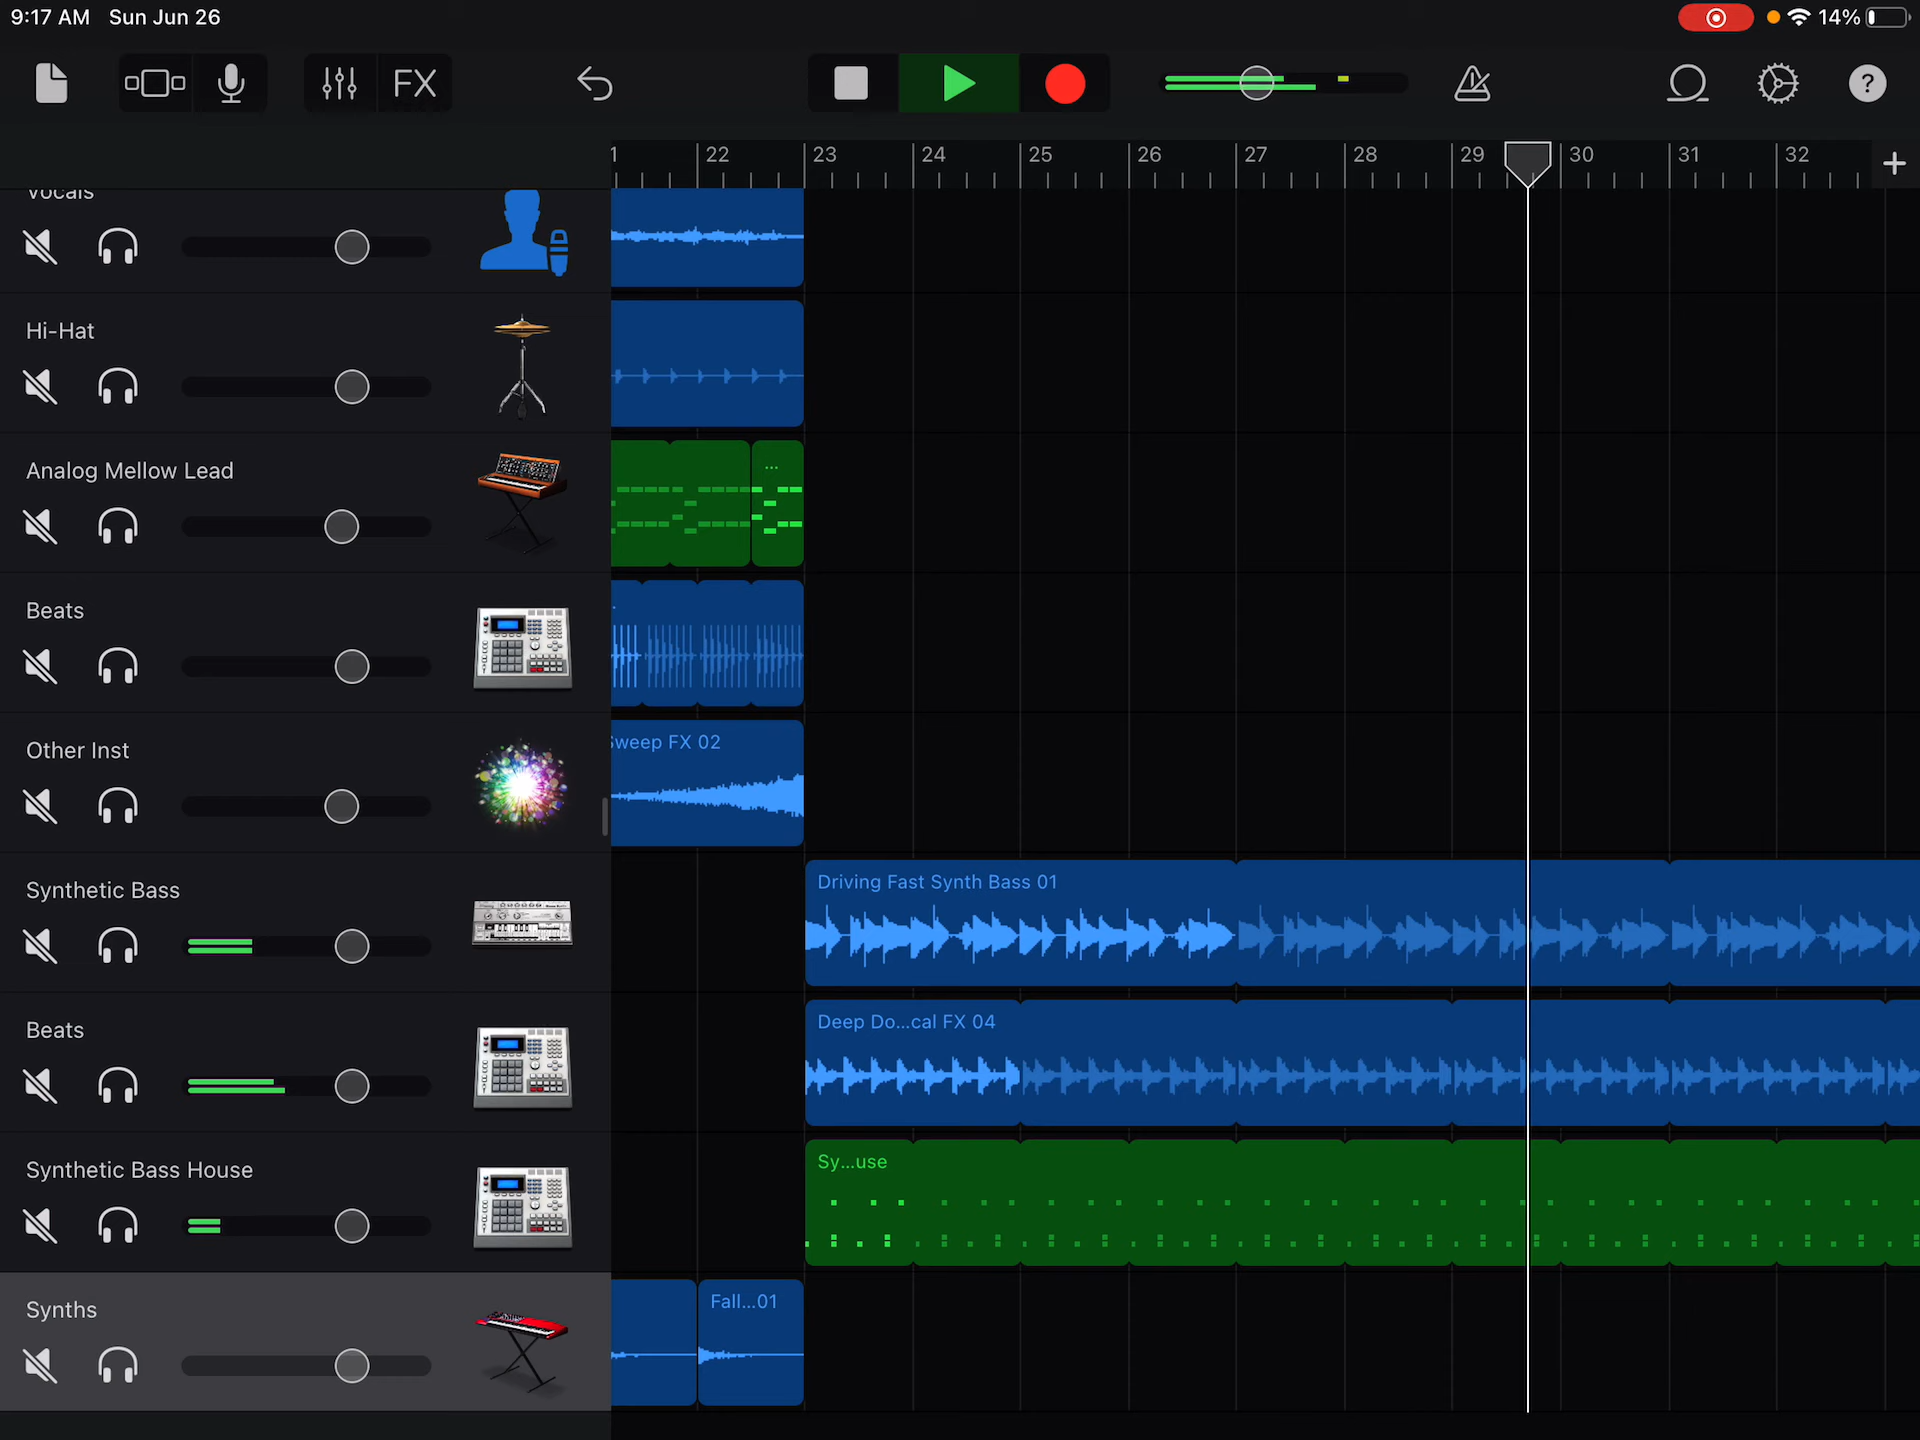 9:17 AM Sun Jun 26
14%
FX
?
1 22 23 24 25 26 27 28 29 30 31 32 +
Vocals
Hi-Hat
Analog Mellow Lead
...
Beats
Other Inst
Sweep FX 02
Synthetic Bass
Driving Fast Synth Bass 01
Beats
Deep Do...cal FX 04
Synthetic Bass House
Sy...use
Synths
Fall...01